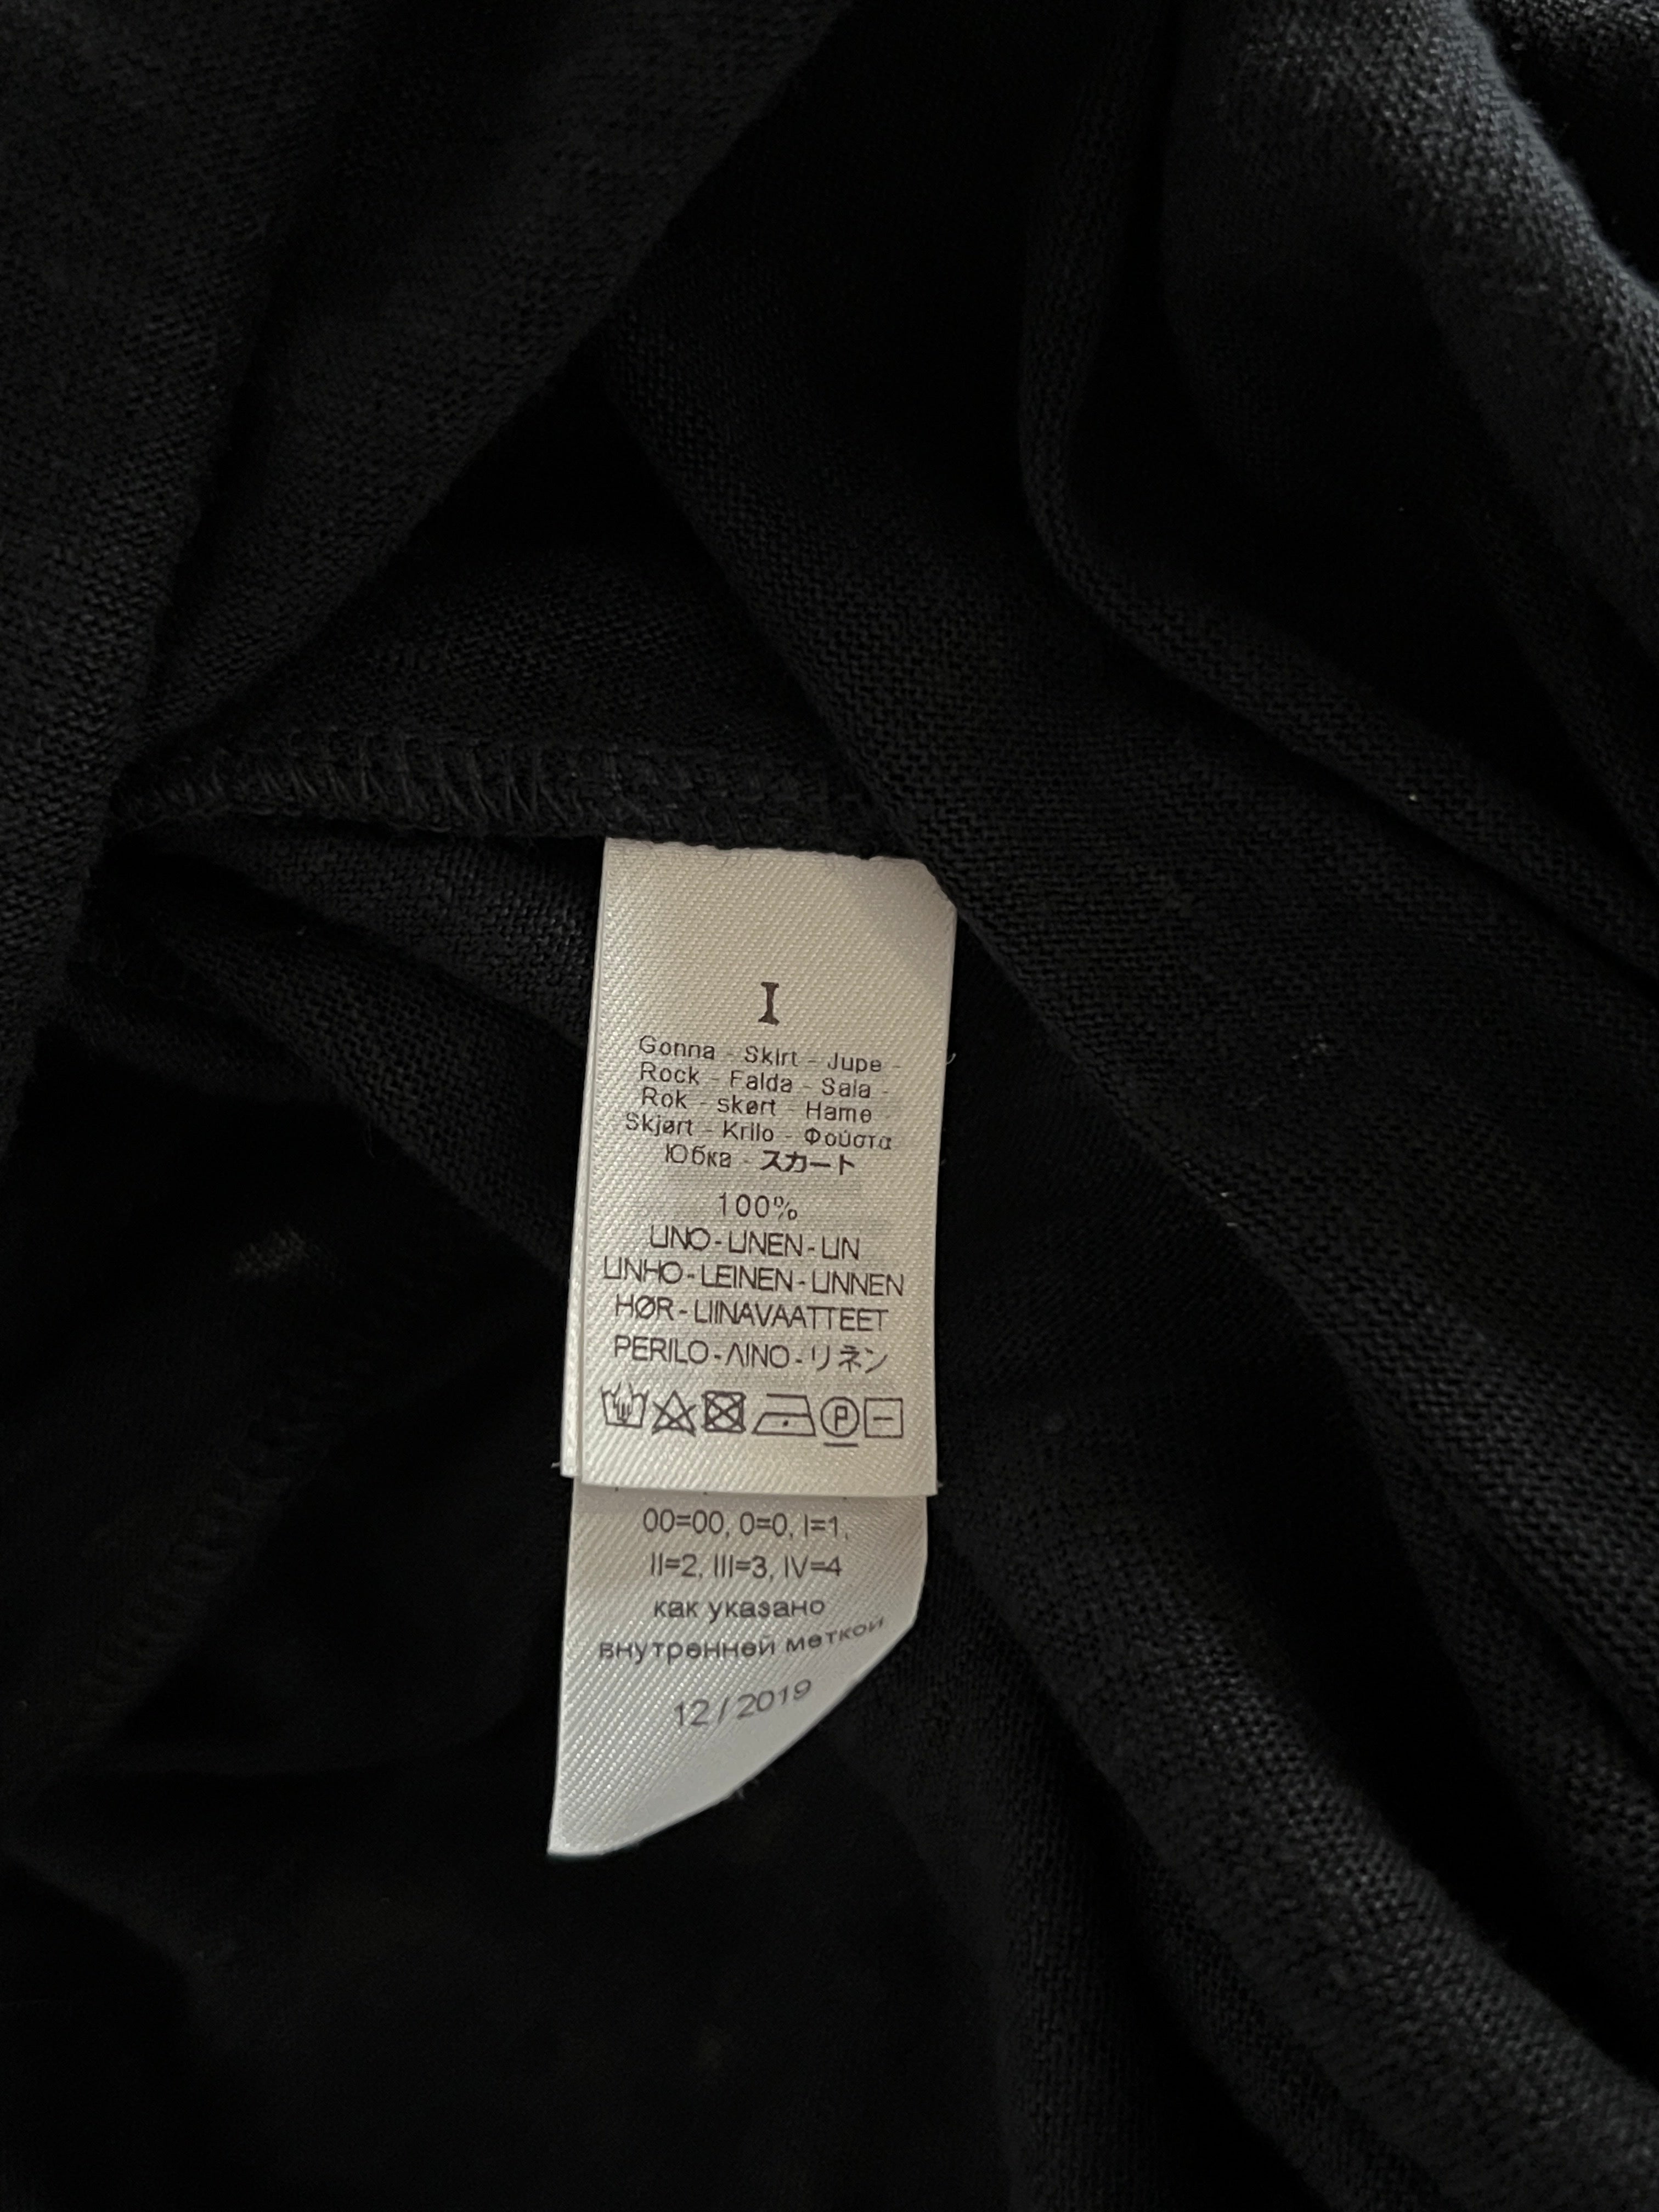 I
Gonna - Skirt - Jupe -
Rock - Falda - Saia -
Rok - skørt - Hame
Skjørt - Krilo - Φούστα
Юбка - スカート
100%
LINO - LINEN - LIN
LINHO - LEINEN - LINNEN
HØR - LIINAVAATTEET
PERILO - ΛΙΝΟ - リネン
P
00=00, 0=0, I=1,
II=2, III=3, IV=4
как указано
внутренней меткой
12 / 2019